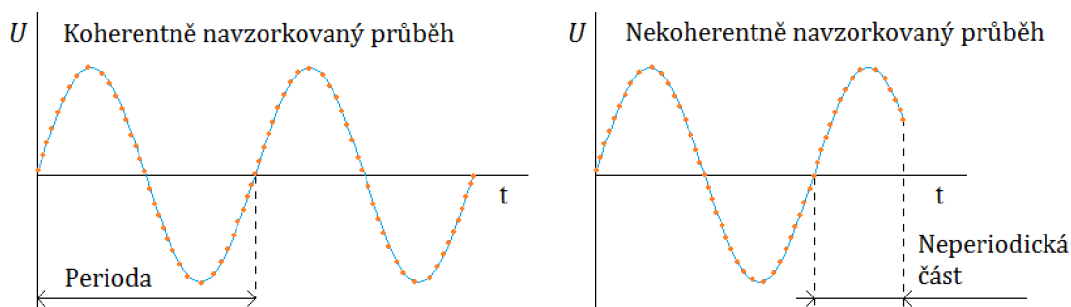 U
Koherentně navzorkovaný průběh
t
Perioda
U
Nekoherentně navzorkovaný průběh
t
Neperiodická
část